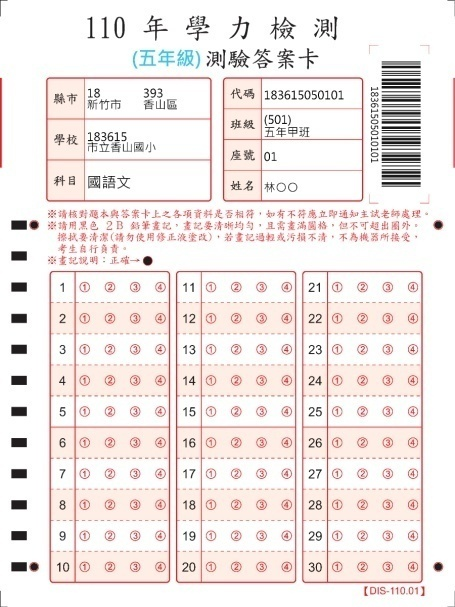 110 年 學 力 檢 測
(五年級) 測驗答案卡
縣市 18 393
新竹市 香山區
學校 183615
市立香山國小
科目 國語文
代碼 183615050101
班級 (501)
五年甲班
座號 01
姓名 林○○
183615050101101
※請核對題本與答案卡上之各項資料是否相符，如有不符應立即通知主試老師處理。
※請用黑色 2B 鉛筆畫記，畫記要清晰均勻，且需畫滿圓格，但不可超出圈外。
擦拭要清潔(請勿使用修正液塗改)，若畫記過輕或污損不清，不為機器所接受，
考生自行負責。
※畫記說明：正確→●
1 ① ② ③ ④ 11 ① ② ③ ④ 21 ① ② ③ ④
2 ① ② ③ ④ 12 ① ② ③ ④ 22 ① ② ③ ④
3 ① ② ③ ④ 13 ① ② ③ ④ 23 ① ② ③ ④
4 ① ② ③ ④ 14 ① ② ③ ④ 24 ① ② ③ ④
5 ① ② ③ ④ 15 ① ② ③ ④ 25 ① ② ③ ④
6 ① ② ③ ④ 16 ① ② ③ ④ 26 ① ② ③ ④
7 ① ② ③ ④ 17 ① ② ③ ④ 27 ① ② ③ ④
8 ① ② ③ ④ 18 ① ② ③ ④ 28 ① ② ③ ④
9 ① ② ③ ④ 19 ① ② ③ ④ 29 ① ② ③ ④
10 ① ② ③ ④ 20 ① ② ③ ④ 30 ① ② ③ ④
【DIS-110.01】